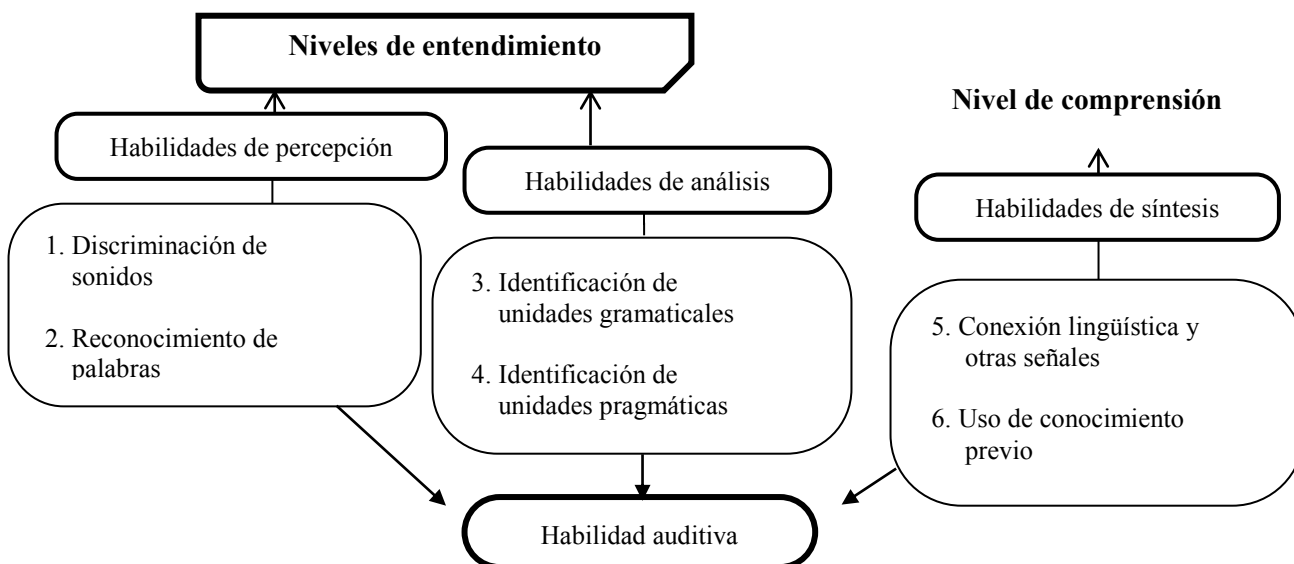 Niveles de entendimiento
Nivel de comprensión
Habilidades de percepción
Habilidades de análisis
Habilidades de síntesis
1. Discriminación de
sonidos
2. Reconocimiento de
palabras
3. Identificación de
unidades gramaticales
4. Identificación de
unidades pragmáticas
5. Conexión lingüística y
otras señales
6. Uso de conocimiento
previo
Habilidad auditiva